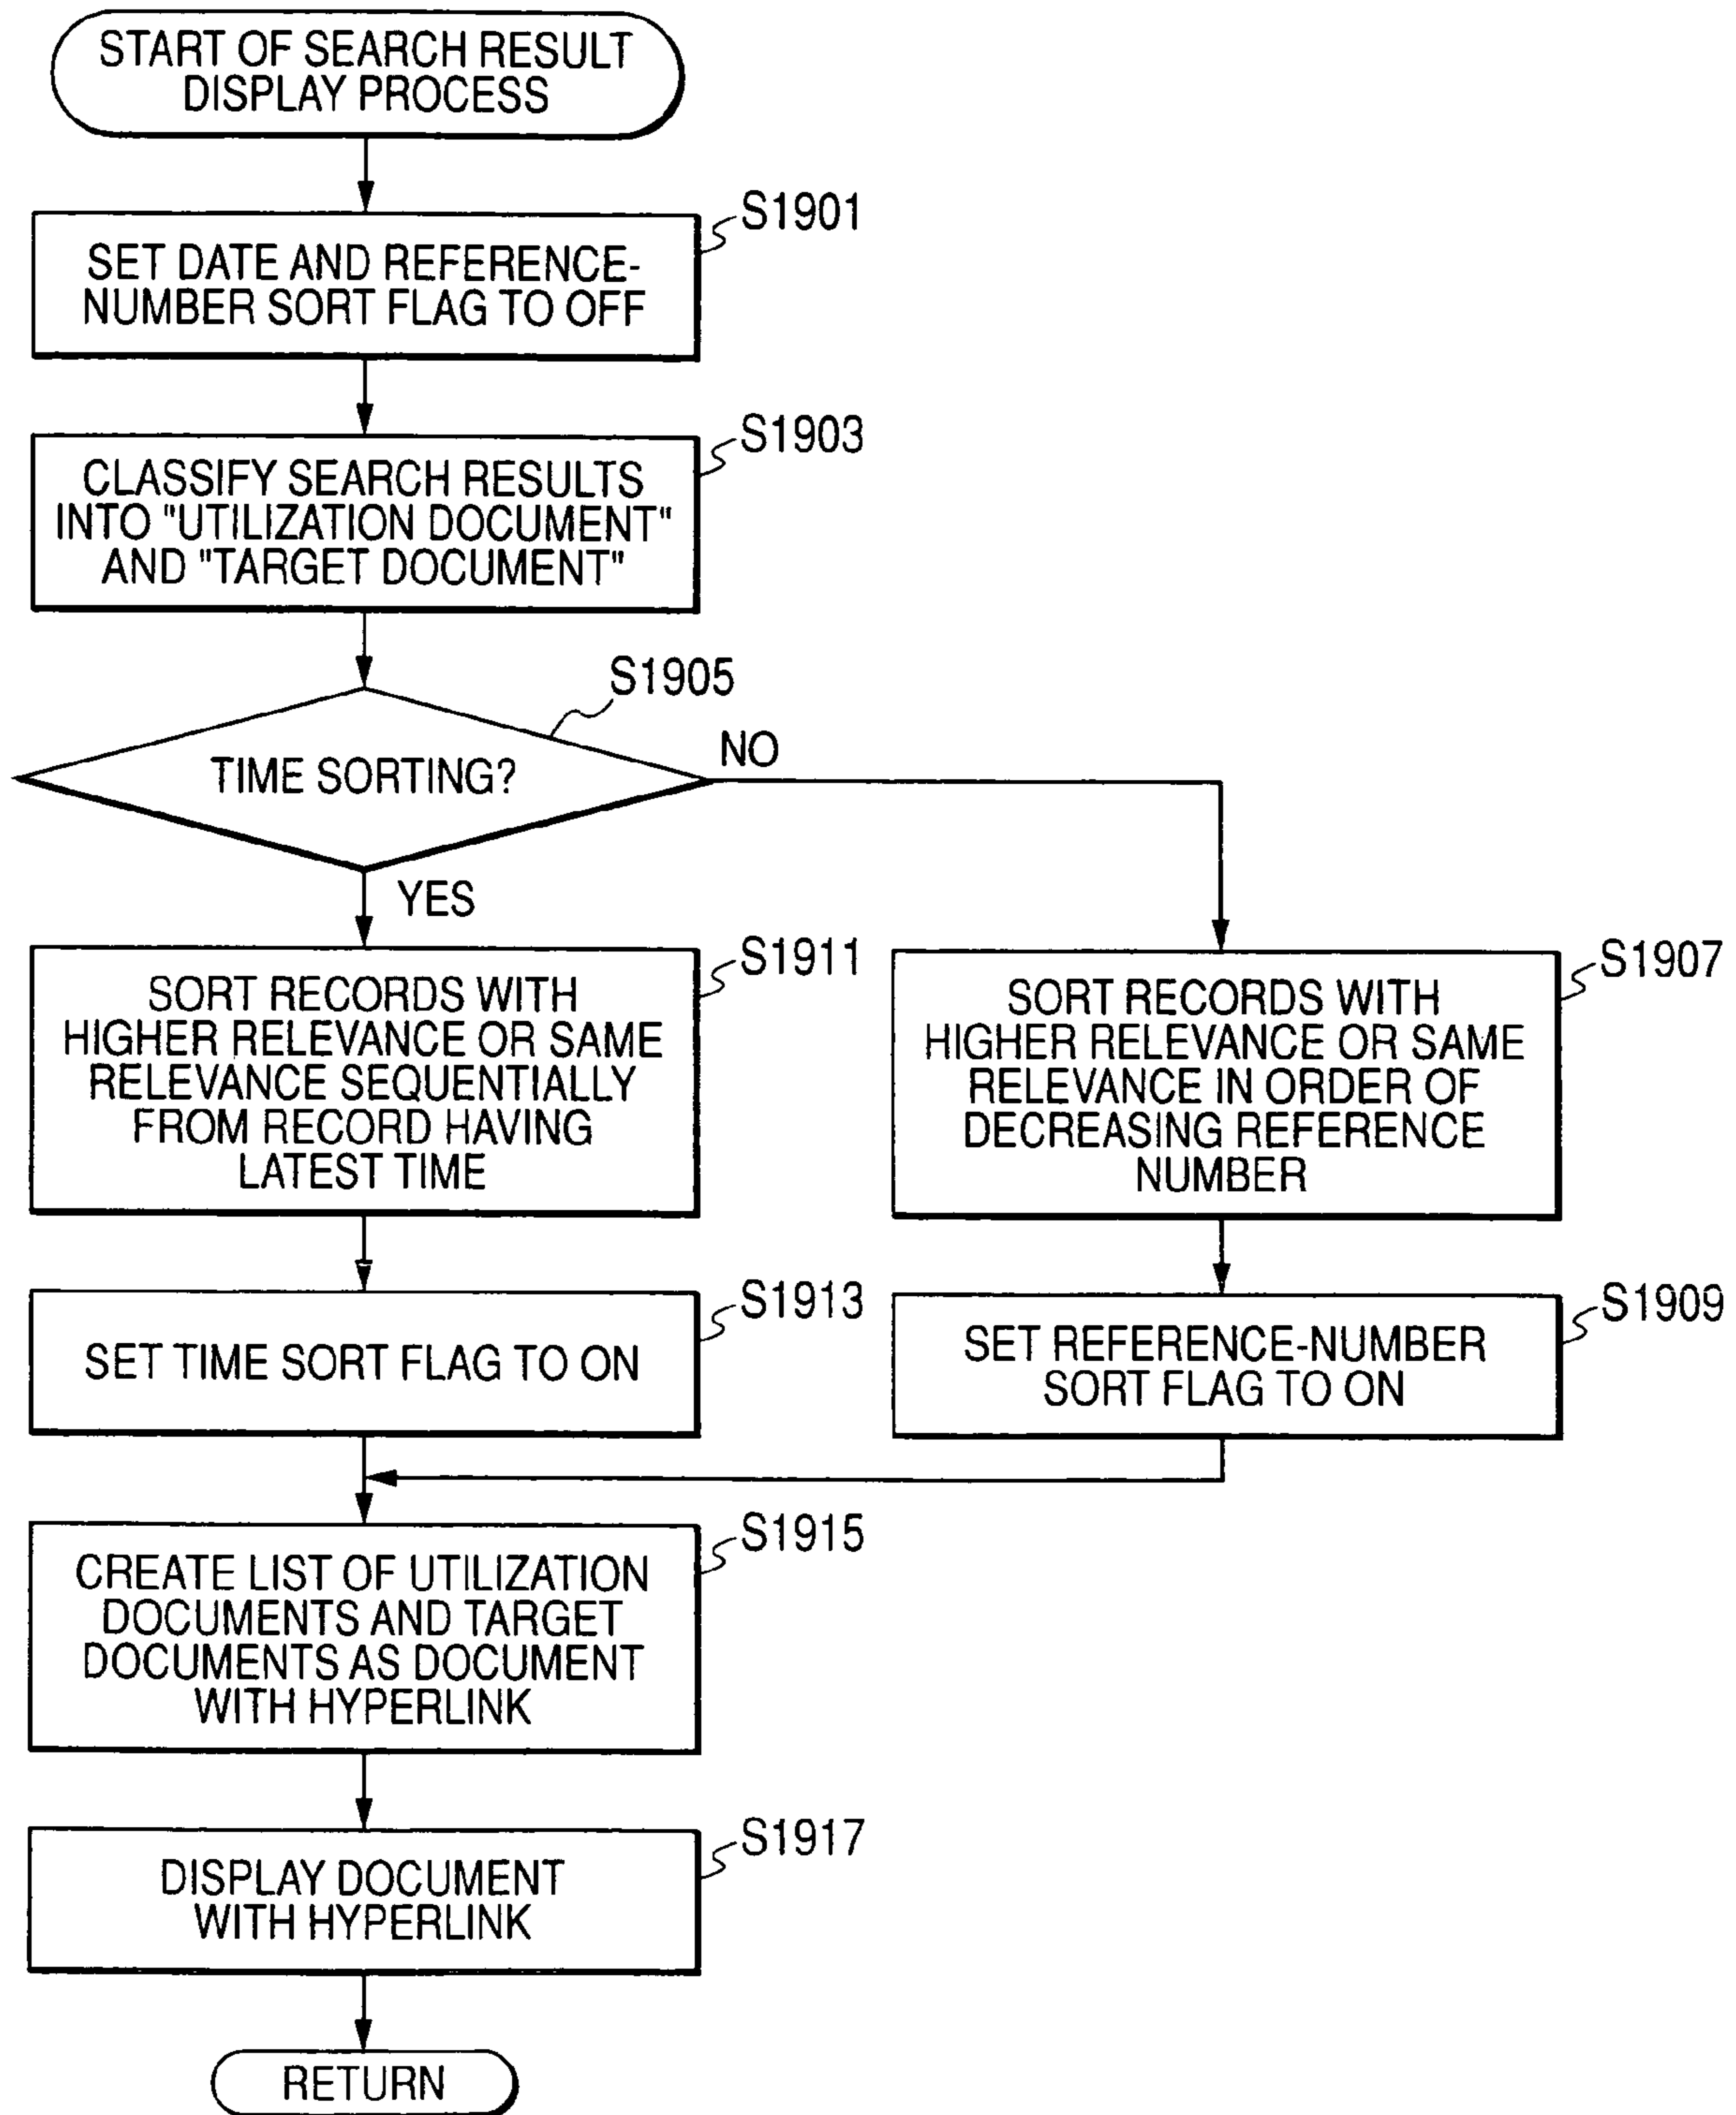 START OF SEARCH RESULT
DISPLAY PROCESS
S1901
SET DATE AND REFERENCE-
NUMBER SORT FLAG TO OFF
S1903
CLASSIFY SEARCH RESULTS
INTO "UTILIZATION DOCUMENT"
AND "TARGET DOCUMENT"
S1905
TIME SORTING?
NO
YES
S1911
SORT RECORDS WITH
HIGHER RELEVANCE OR SAME
RELEVANCE SEQUENTIALLY
FROM RECORD HAVING
LATEST TIME
S1907
SORT RECORDS WITH
HIGHER RELEVANCE OR SAME
RELEVANCE IN ORDER OF
DECREASING REFERENCE
NUMBER
S1913
SET TIME SORT FLAG TO ON
S1909
SET REFERENCE-NUMBER
SORT FLAG TO ON
S1915
CREATE LIST OF UTILIZATION
DOCUMENTS AND TARGET
DOCUMENTS AS DOCUMENT
WITH HYPERLINK
S1917
DISPLAY DOCUMENT
WITH HYPERLINK
RETURN